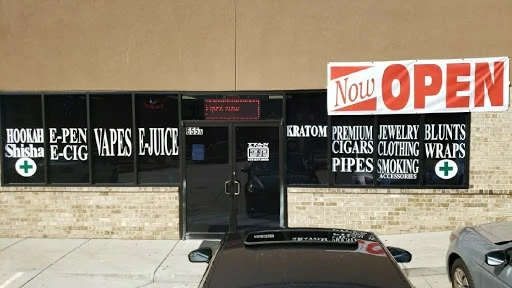 Now OPEN
HOOKAH
Shisha
E-PEN
E-CIG
VAPES
E-JUICE
KRATOM
PREMIUM
CIGARS
PIPES
JEWELRY
CLOTHING
SMOKING
ACCESSORIES
BLUNTS
WRAPS